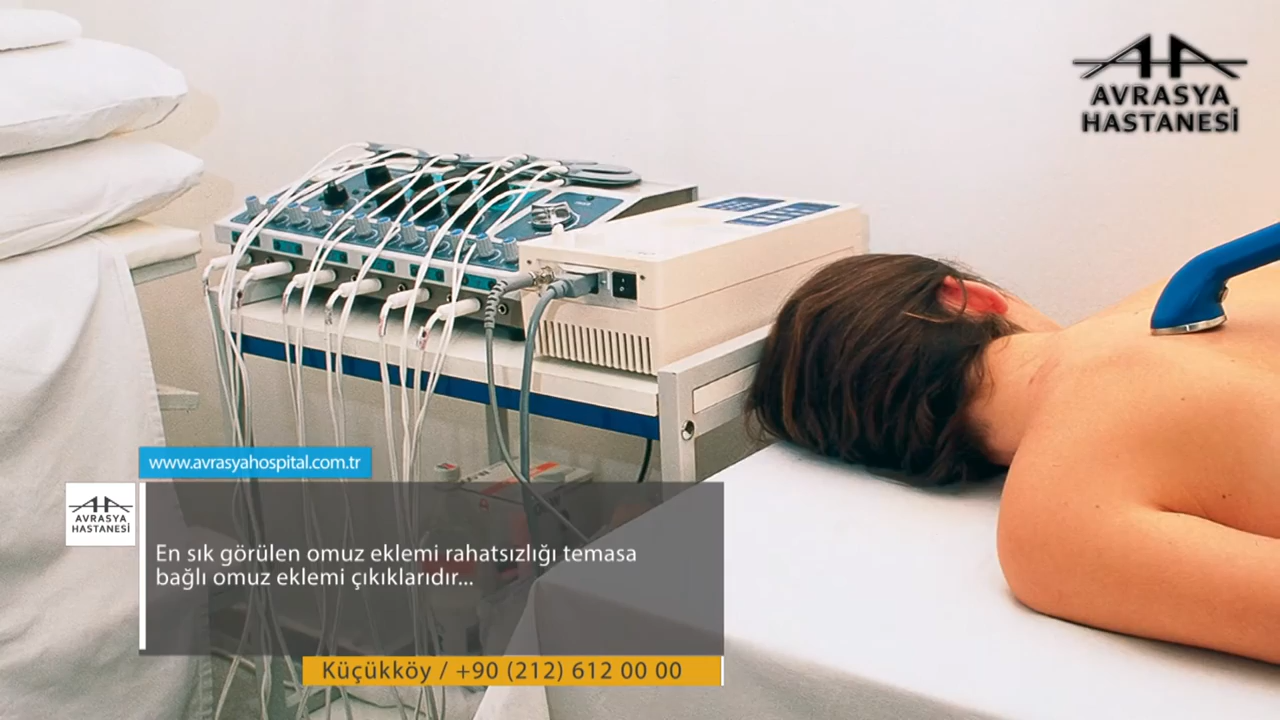 AVRASYA
HASTANESİ
www.avrasyahospital.com.tr
AVRASYA
HASTANESİ
En sık görülen omuz eklemi rahatsızlığı temasa
bağlı omuz eklemi çıkıklarıdır...
Küçükköy / +90 (212) 612 00 00